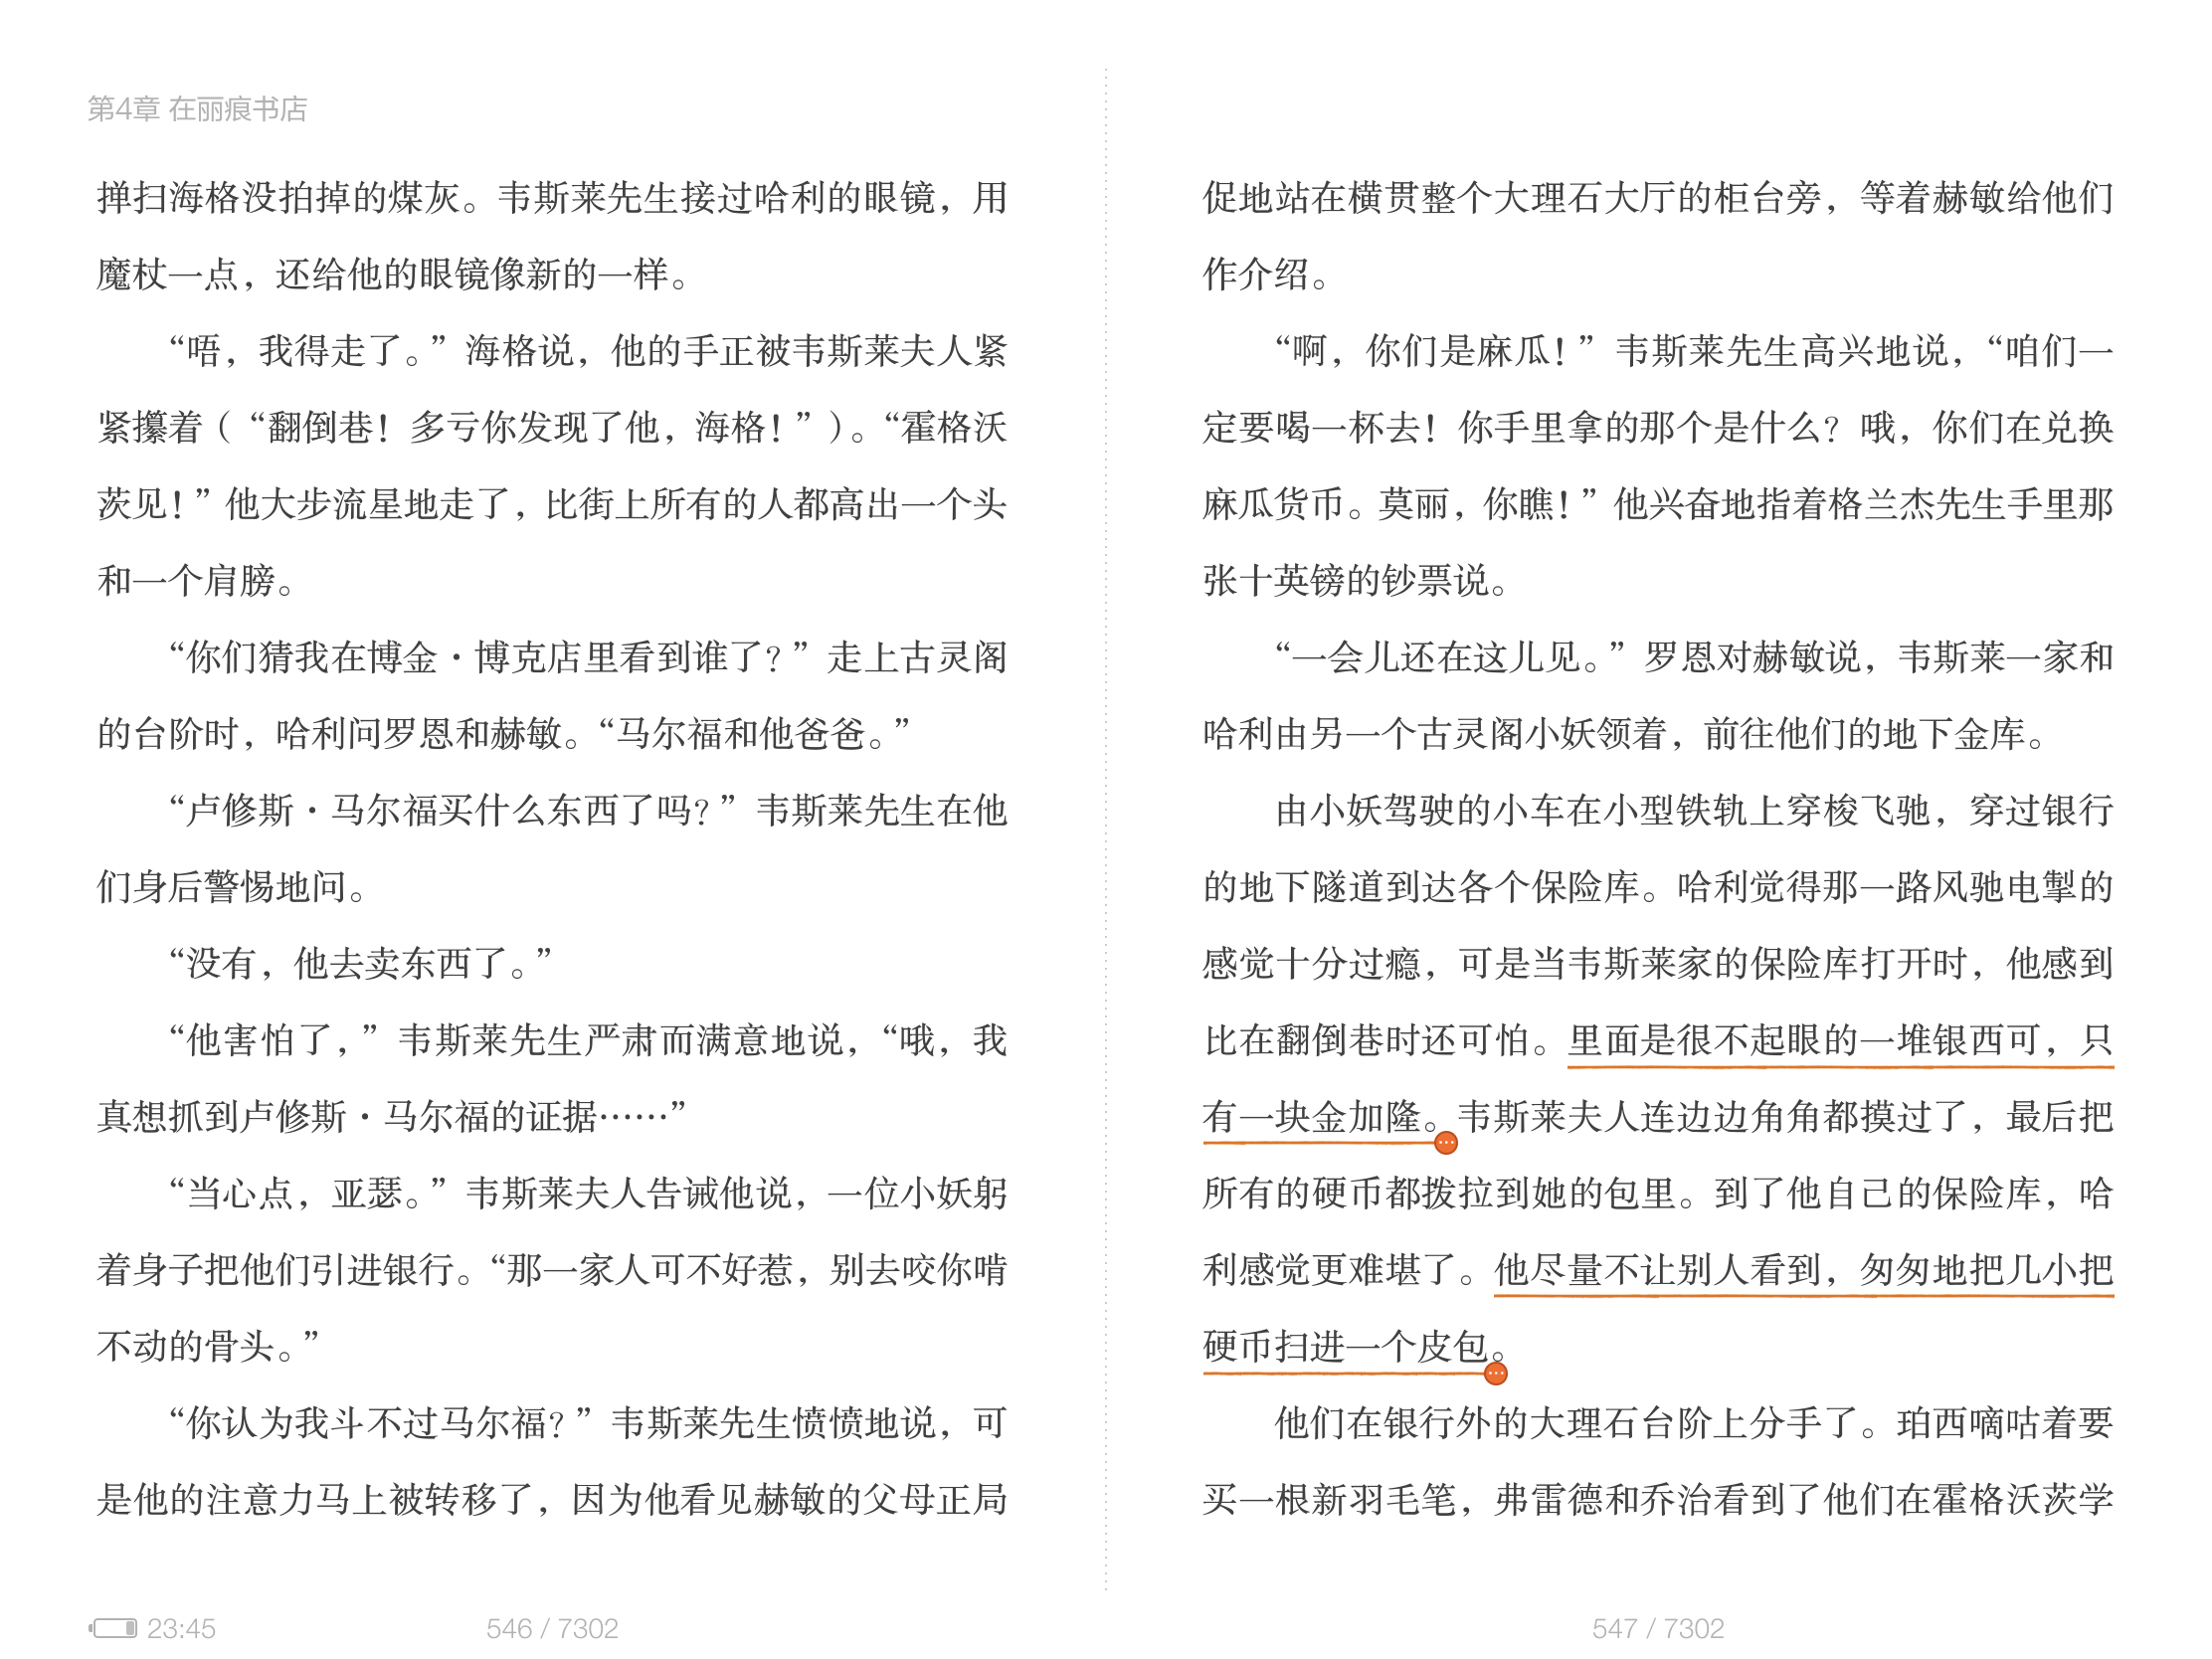 第4章 在丽痕书店
掸扫海格没拍掉的煤灰。韦斯莱先生接过哈利的眼镜，用
魔杖一点，还给他的眼镜像新的一样。
“唔，我得走了。”海格说，他的手正被韦斯莱夫人紧
紧攥着（“翻倒巷！多亏你发现了他，海格！”）。“霍格沃
茨见！”他大步流星地走了，比街上所有的人都高出一个头
和一个肩膀。
“你们猜我在博金·博克店里看到谁了？”走上古灵阁
的台阶时，哈利问罗恩和赫敏。“马尔福和他爸爸。”
“卢修斯·马尔福买什么东西了吗？”韦斯莱先生在他
们身后警惕地问。
“没有，他去卖东西了。”
“他害怕了，”韦斯莱先生严肃而满意地说，“哦，我
真想抓到卢修斯·马尔福的证据……”
“当心点，亚瑟。”韦斯莱夫人告诫他说，一位小妖躬
着身子把他们引进银行。“那一家人可不好惹，别去咬你啃
不动的骨头。”
“你认为我斗不过马尔福？”韦斯莱先生愤愤地说，可
是他的注意力马上被转移了，因为他看见赫敏的父母正局
促地站在横贯整个大理石大厅的柜台旁，等着赫敏给他们
作介绍。
“啊，你们是麻瓜！”韦斯莱先生高兴地说，“咱们一
定要喝一杯去！你手里拿的那个是什么？哦，你们在兑换
麻瓜货币。莫丽，你瞧！”他兴奋地指着格兰杰先生手里那
张十英镑的钞票说。
“一会儿还在这儿见。”罗恩对赫敏说，韦斯莱一家和
哈利由另一个古灵阁小妖领着，前往他们的地下金库。
由小妖驾驶的小车在小型铁轨上穿梭飞驰，穿过银行
的地下隧道到达各个保险库。哈利觉得那一路风驰电掣的
感觉十分过瘾，可是当韦斯莱家的保险库打开时，他感到
比在翻倒巷时还可怕。里面是很不起眼的一堆银西可，只
有一块金加隆。韦斯莱夫人连边边角角都摸过了，最后把
所有的硬币都拨拉到她的包里。到了他自己的保险库，哈
利感觉更难堪了。他尽量不让别人看到，匆匆地把几小把
硬币扫进一个皮包。
他们在银行外的大理石台阶上分手了。珀西嘀咕着要
买一根新羽毛笔，弗雷德和乔治看到了他们在霍格沃茨学
23:45
546 / 7302
547 / 7302